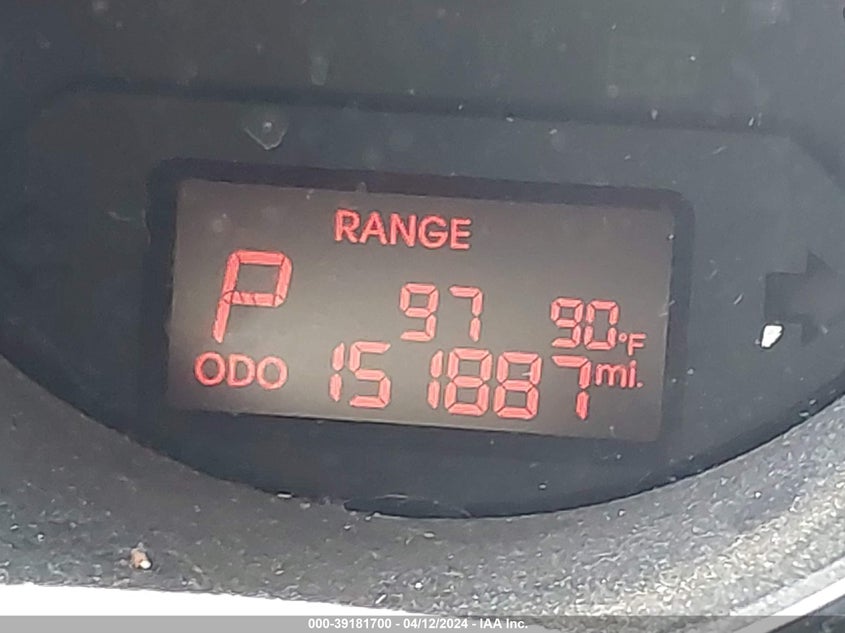 RANGE
P 97 90°F
ODO 151887 mi.
000-39181700 - 04/12/2024 - IAA Inc.